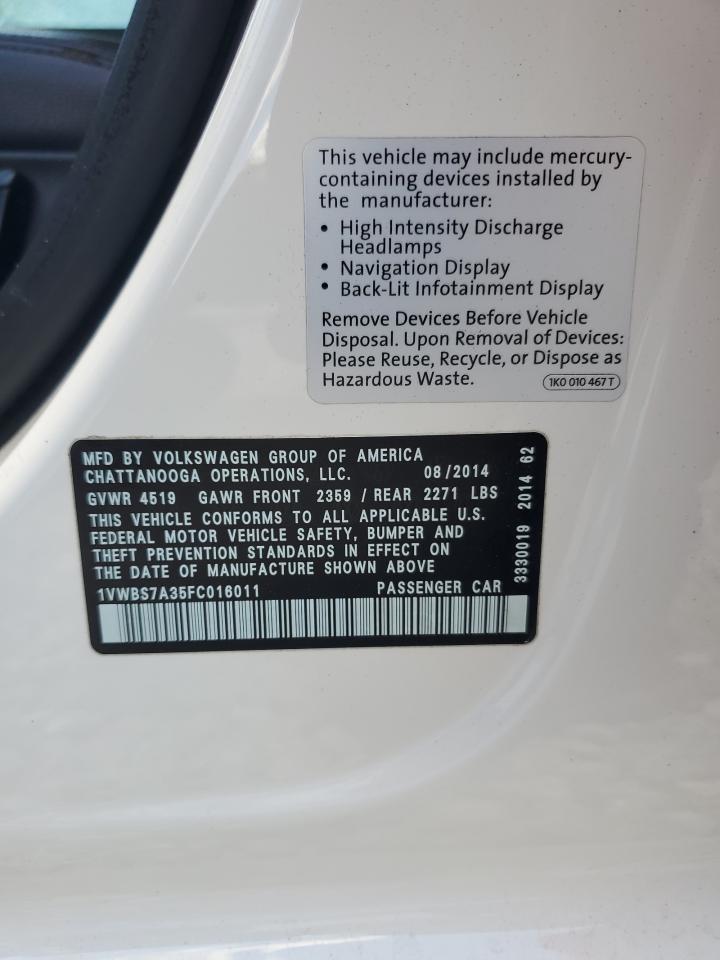 This vehicle may include mercury-
containing devices installed by
the manufacturer:
• High Intensity Discharge
Headlamps
• Navigation Display
• Back-Lit Infotainment Display
Remove Devices Before Vehicle
Disposal. Upon Removal of Devices:
Please Reuse, Recycle, or Dispose as
Hazardous Waste.
1K0 010 467 T
MFD BY VOLKSWAGEN GROUP OF AMERICA
CHATTANOOGA OPERATIONS, LLC. 08/2014
GVWR 4519 GAWR FRONT 2359 / REAR 2271 LBS
THIS VEHICLE CONFORMS TO ALL APPLICABLE U.S.
FEDERAL MOTOR VEHICLE SAFETY, BUMPER AND
THEFT PREVENTION STANDARDS IN EFFECT ON
THE DATE OF MANUFACTURE SHOWN ABOVE
1VWBS7A35FC016011 PASSENGER CAR
3330019 2014 62